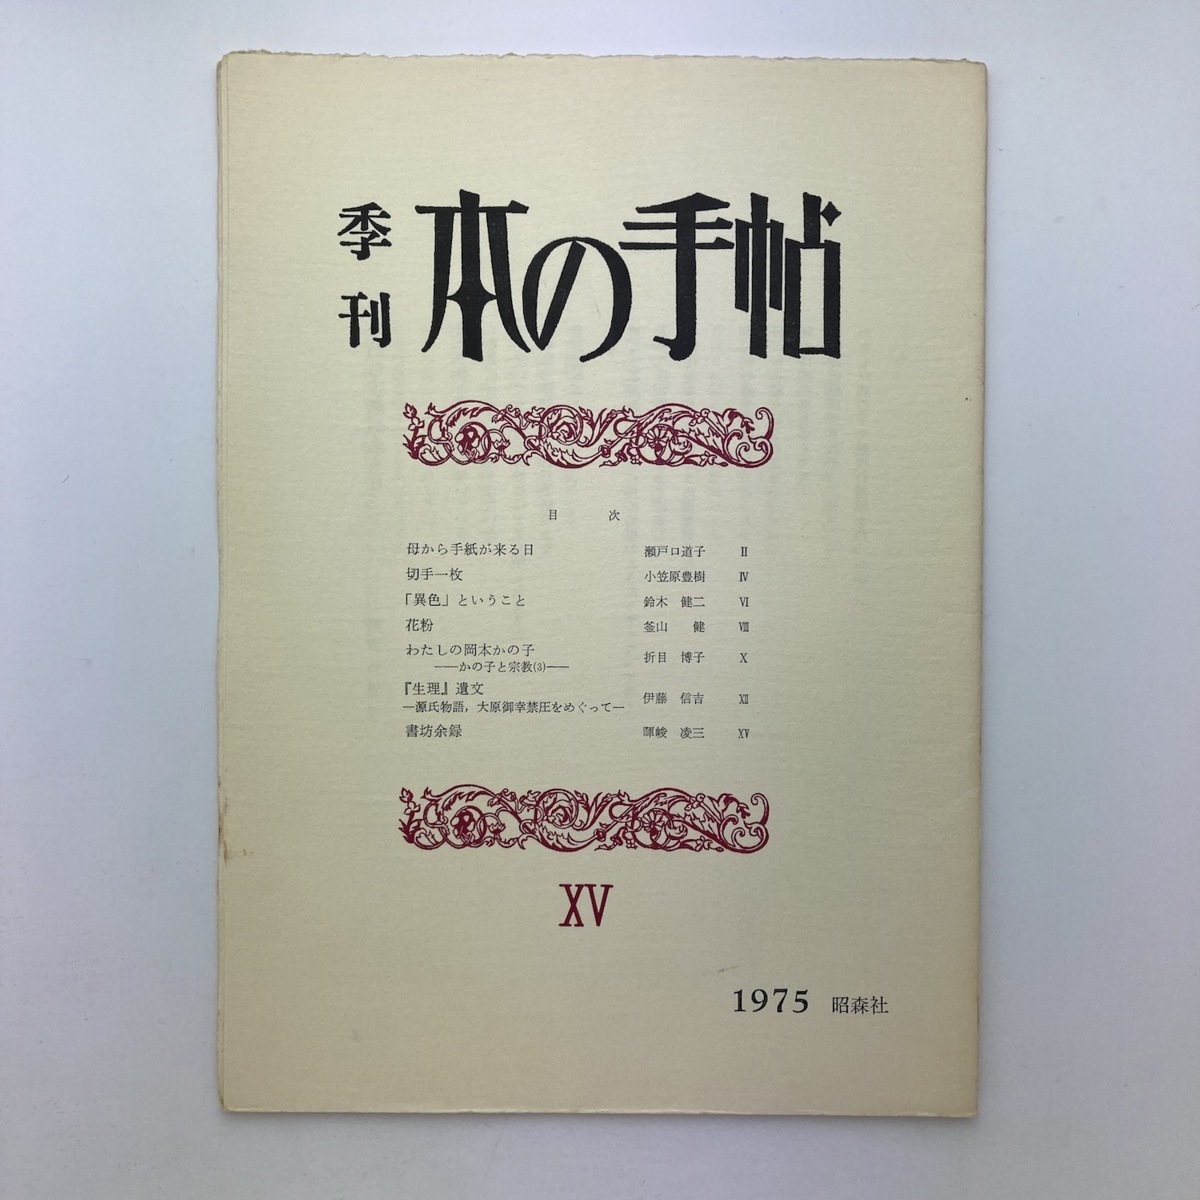 季刊
本の手帖
目次
母から手紙が来る日 瀬戸口道子 Ⅱ
切手一枚 小笠原豊樹 Ⅳ
「異色」ということ 鈴木 健二 Ⅵ
花粉 釜山 健 Ⅷ
わたしの岡本かの子
――かの子と宗教(3)―― 折目 博子 Ⅹ
『生理』遺文
―源氏物語，大原御幸禁圧をめぐって― 伊藤 信吉 Ⅻ
書坊余録 暉峻 凌三 XV
XV
1975 昭森社